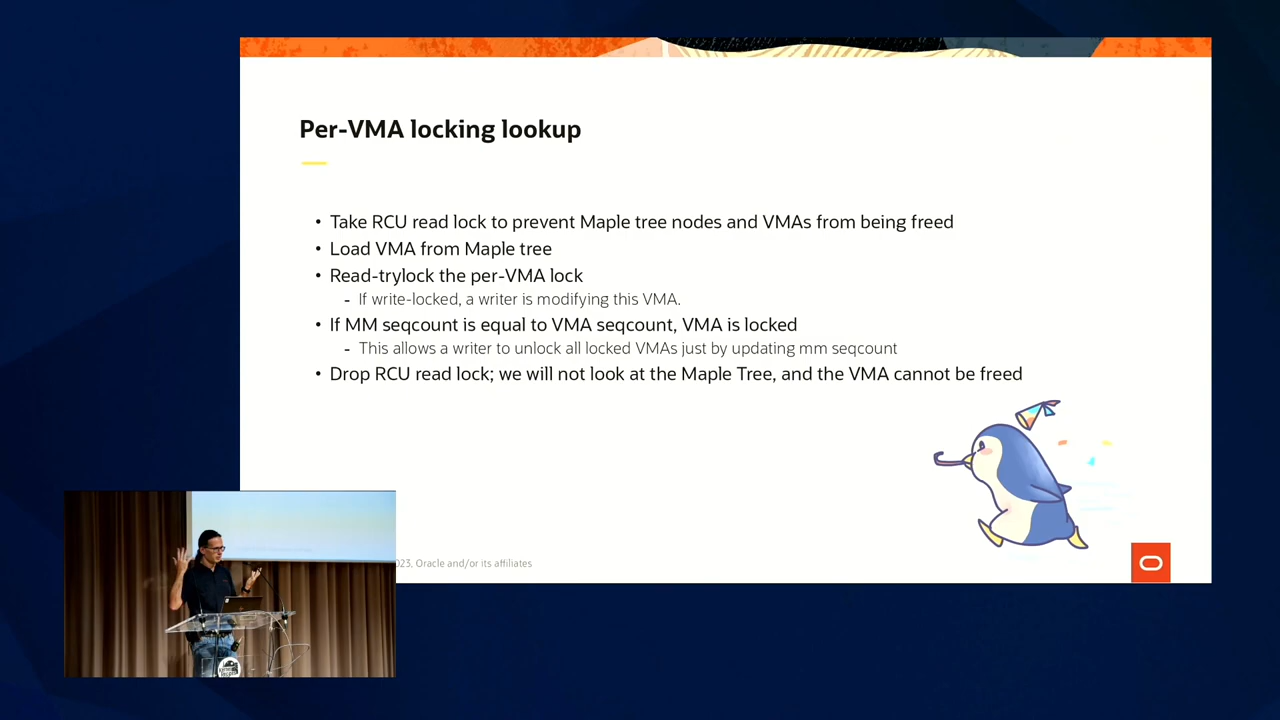 Per-VMA locking lookup
• Take RCU read lock to prevent Maple tree nodes and VMAs from being freed
• Load VMA from Maple tree
• Read-trylock the per-VMA lock
- If write-locked, a writer is modifying this VMA.
• If MM seqcount is equal to VMA seqcount, VMA is locked
- This allows a writer to unlock all locked VMAs just by updating mm seqcount
• Drop RCU read lock; we will not look at the Maple Tree, and the VMA cannot be freed
023, Oracle and/or its affiliates